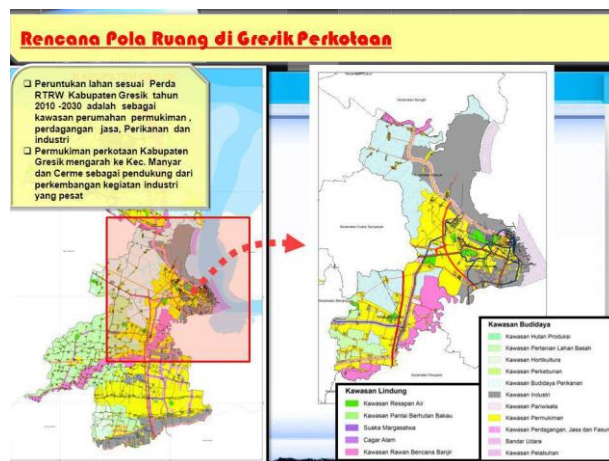 Rencana Pola Ruang di Gresik Perkotaan
❑ Peruntukan lahan sesuai Perda
RTRW Kabupaten Gresik tahun
2010 -2030 adalah sebagai
kawasan perumahan permukiman ,
perdagangan jasa, Perikanan dan
industri
❑ Permukiman perkotaan Kabupaten
Gresik mengarah ke Kec. Manyar
dan Cerme sebagai pendukung dari
perkembangan kegiatan industri
yang pesat
Kawasan Lindung
Kawasan Resapan Air
Kawasan Pantai Berhutan Bakau
Suaka Margasatwa
Cagar Alam
Kawasan Rawan Bencana Banjir
Kawasan Budidaya
Kawasan Hutan Produksi
Kawasan Pertanian Lahan Basah
Kawasan Hortikultura
Kawasan Perkebunan
Kawasan Budidaya Perikanan
Kawasan Industri
Kawasan Pariwisata
Kawasan Permukiman
Kawasan Perdagangan, Jasa dan Fasum
Bandar Udara
Kawasan Pelabuhan